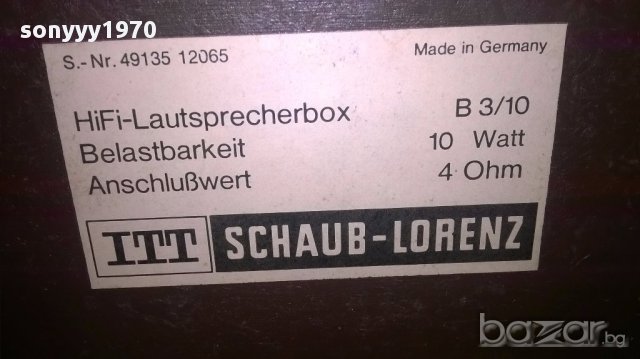 sonyyy1970
S.- Nr. 49135 12065 Made in Germany
HiFi-Lautsprecherbox B 3/10
Belastbarkeit 10 Watt
Anschlußwert 4 Ohm
ITT SCHAUB-LORENZ
bazar.bg